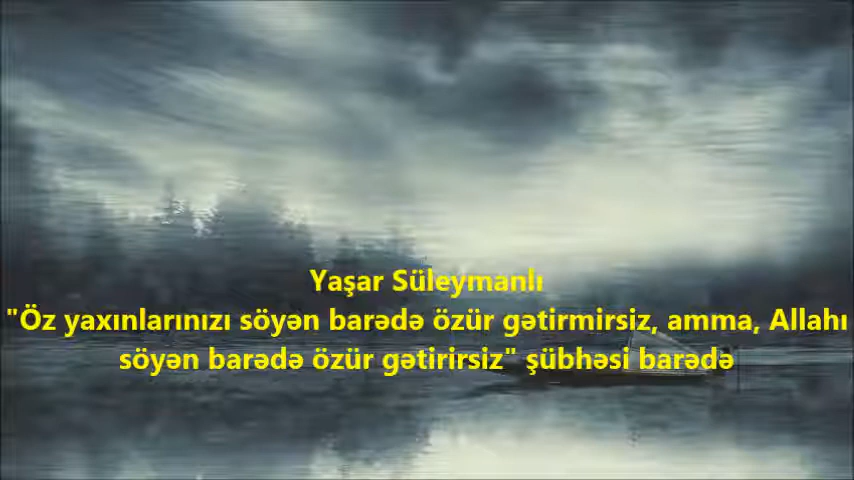 Yaşar Süleymanlı
"Öz yaxınlarınızı söyən barədə özür gətirmirsiz, amma, Allahı
söyən barədə özür gətirirsiz" şübhəsi barədə